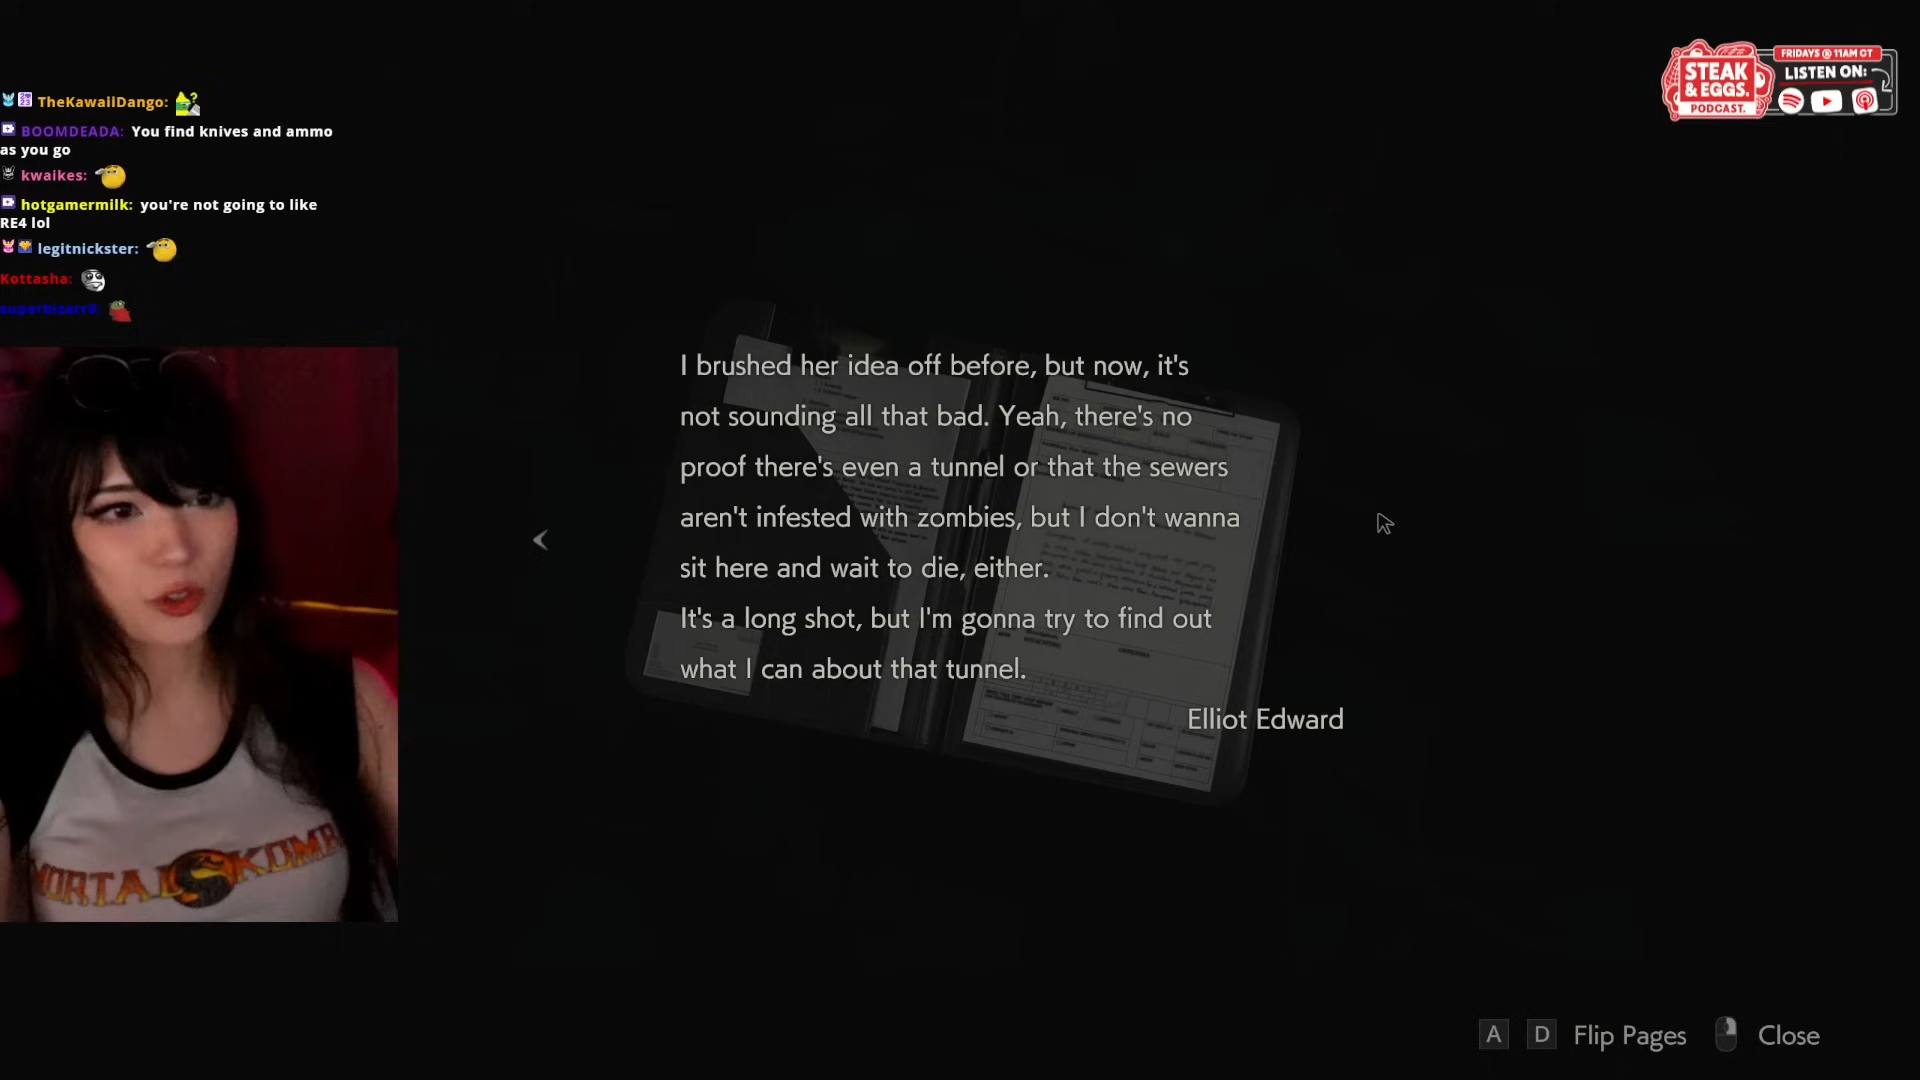 TheKawaiiDango:
BOOMDEADA: You find knives and ammo
as you go
kwaikes:
hotgamermilk: you're not going to like
RE4 lol
legitnickster:
Kottasha:
STEAK
& EGGS.
PODCAST.
FRIDAYS @ 11AM CT
LISTEN ON:
I brushed her idea off before, but now, it's
not sounding all that bad. Yeah, there's no
proof there's even a tunnel or that the sewers
aren't infested with zombies, but I don't wanna
sit here and wait to die, either.
It's a long shot, but I'm gonna try to find out
what I can about that tunnel.
Elliot Edward
MORTAL KOMB
A D Flip Pages Close